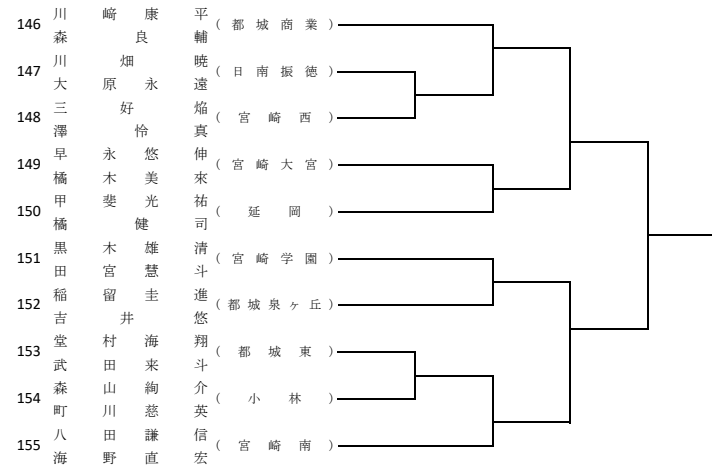 川 﨑 康 平
146 ( 都 城 商 業 )
森 良 輔
川 畑 暁
147 ( 日 南 振 徳 )
大 原 永 遠
三 好 焔
148 ( 宮 崎 西 )
澤 怜 真
早 永 悠 伸
149 ( 宮 崎 大 宮 )
橘 木 美 來
甲 斐 光 祐
150 ( 延 岡 )
橘 健 司
黒 木 雄 清
151 ( 宮 崎 学 園 )
田 宮 慧 斗
稲 留 圭 進
152 ( 都 城 泉 ヶ 丘 )
吉 井 悠
堂 村 海 翔
153 ( 都 城 東 )
武 田 来 斗
森 山 絢 介
154 ( 小 林 )
町 川 慈 英
八 田 謙 信
155 ( 宮 崎 南 )
海 野 直 宏